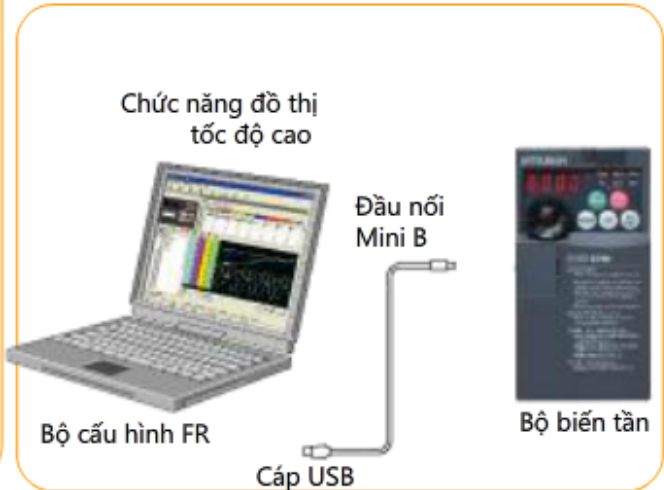 Chức năng đồ thị
tốc độ cao
Đầu nối
Mini B
MITSUBISHI
Bộ cấu hình FR
Bộ biến tần
Cáp USB